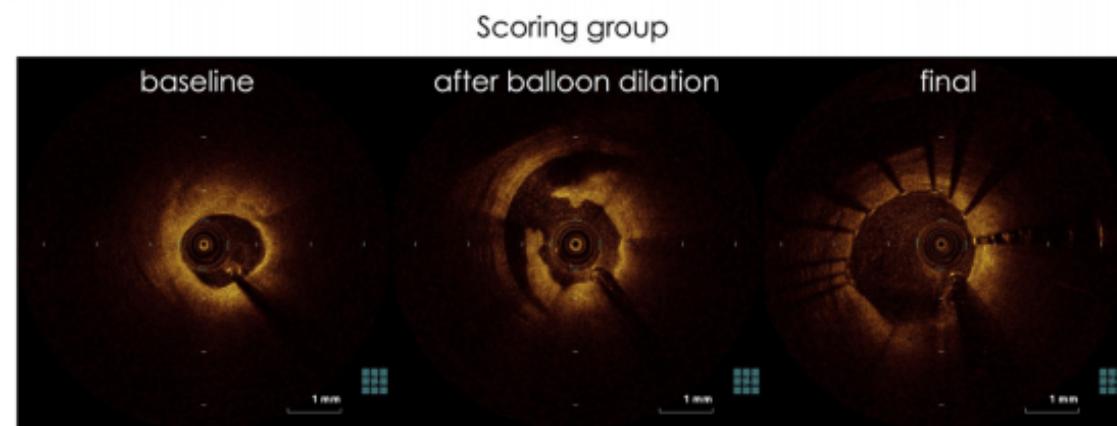 Scoring group
baseline
after balloon dilation
final
1 mm
1 mm
1 mm